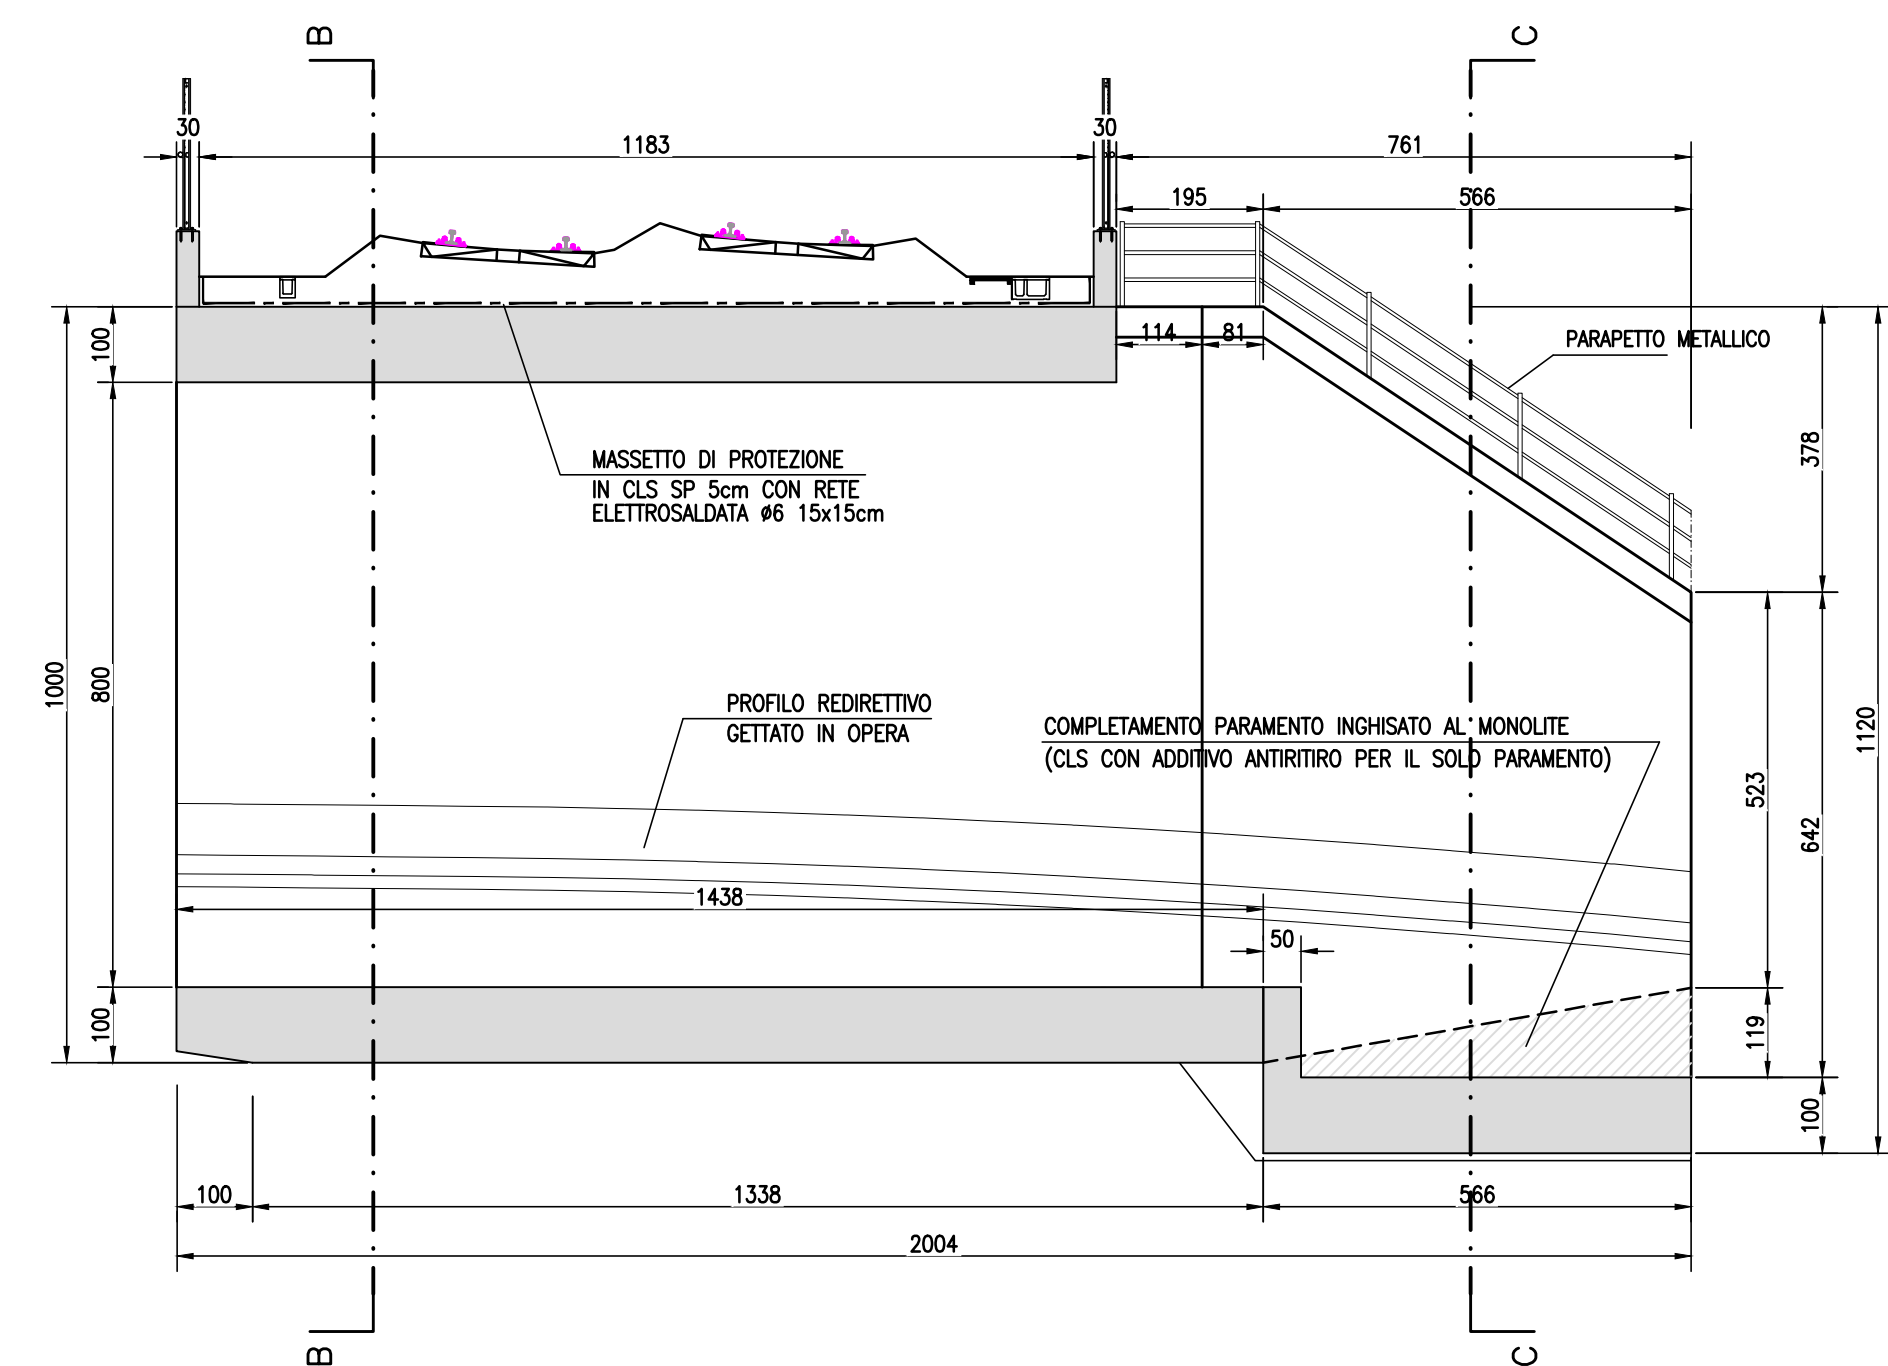 B
C
30
1183
30
761
195
566
100
114
81
PARAPETTO METALLICO
378
MASSETTO DI PROTEZIONE
IN CLS SP 5cm CON RETE
ELETTROSALDATA ø6 15x15cm
1000
800
PROFILO REDIRETTIVO
GETTATO IN OPERA
COMPLETAMENTO PARAMENTO INGHISATO AL MONOLITE
(CLS CON ADDITIVO ANTIRITIRO PER IL SOLO PARAMENTO)
1120
523
642
1438
50
100
119
100
100
1338
566
2004
B
C